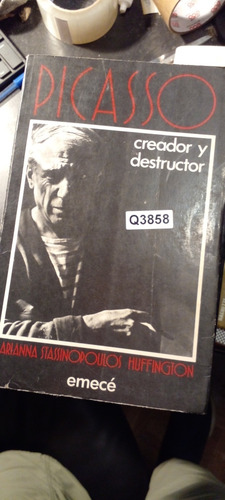 PICASSO
creador y
destructor
Q3858
ARIANNA STASSINOPOULOS HUFFINGTON
emecé